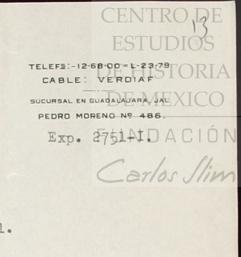 CENTRO DE
13
ESTUDIOS
TELEFS:-12-68-00=L-23-79
DE HISTORIA
CABLE: VERDIAF
SUCURSAL EN GUADALAJARA, JAL.
DE MEXICO
PEDRO MORENO Nº 486.
FUNDACIÓN
Exp. 2751-I.
Carlos Slim
l.